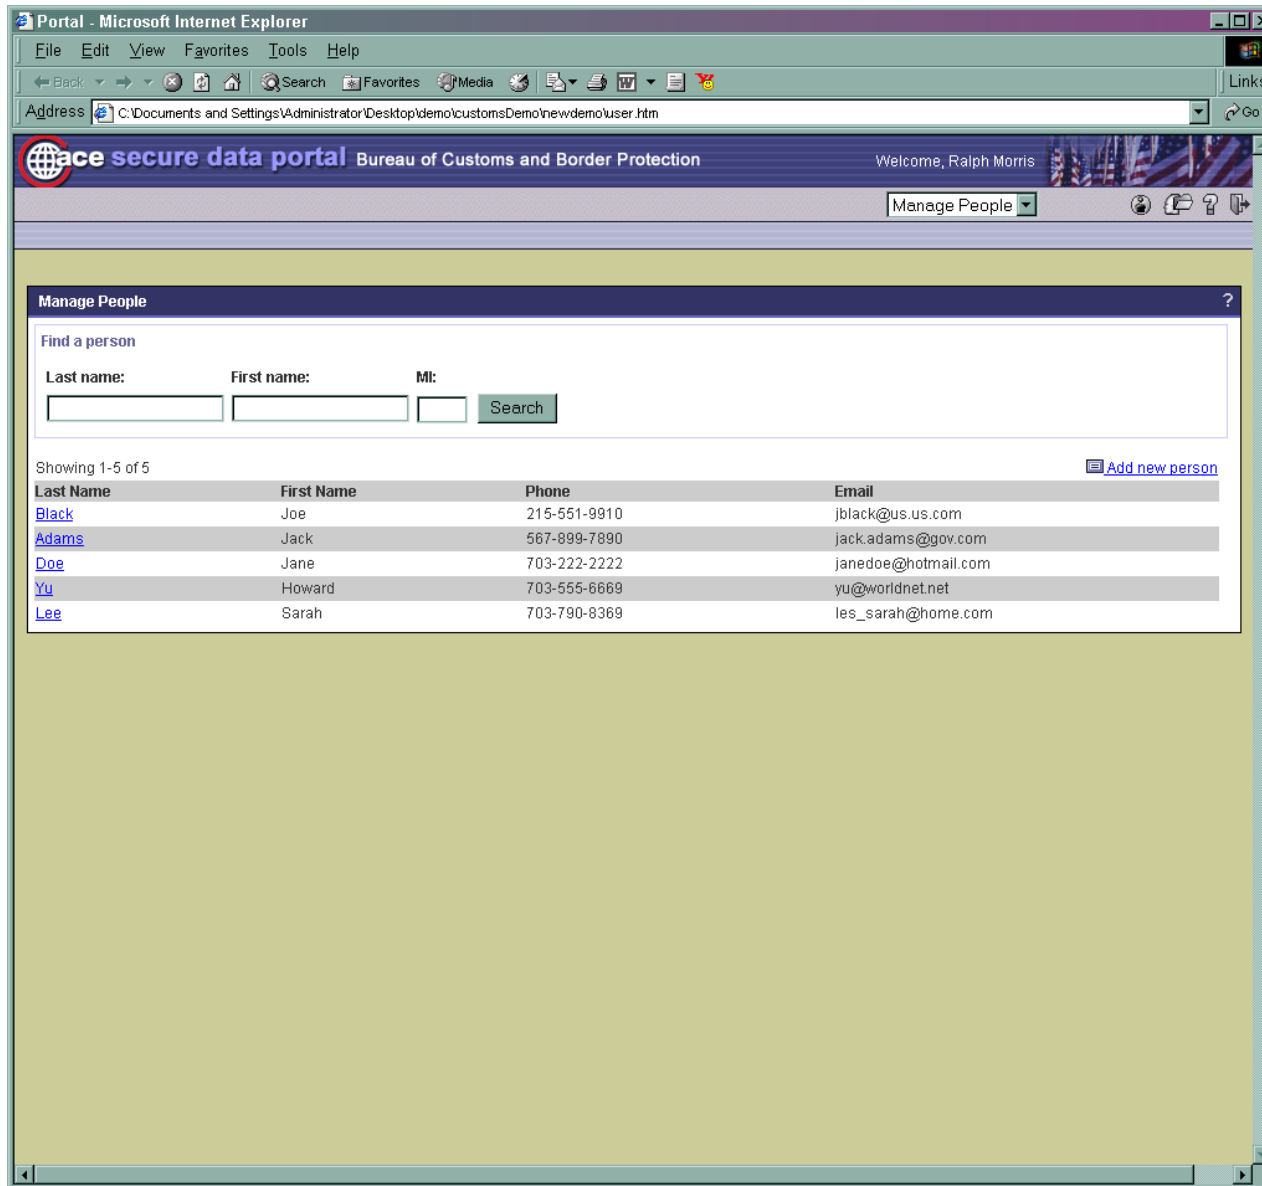 Portal - Microsoft Internet Explorer
File Edit View Favorites Tools Help
Back Search Favorites Media Links
Address C:\Documents and Settings\Administrator\Desktop\demo\customsDemo\newdemo\user.htm Go
ace secure data portal Bureau of Customs and Border Protection Welcome, Ralph Morris
Manage People
Manage People ?
Find a person
Last name: First name: MI:
Search
Showing 1-5 of 5 Add new person
Last Name First Name Phone Email
Black Joe 215-551-9910 jblack@us.us.com
Adams Jack 567-899-7890 jack.adams@gov.com
Doe Jane 703-222-2222 janedoe@hotmail.com
Yu Howard 703-555-6669 yu@worldnet.net
Lee Sarah 703-790-8369 les_sarah@home.com